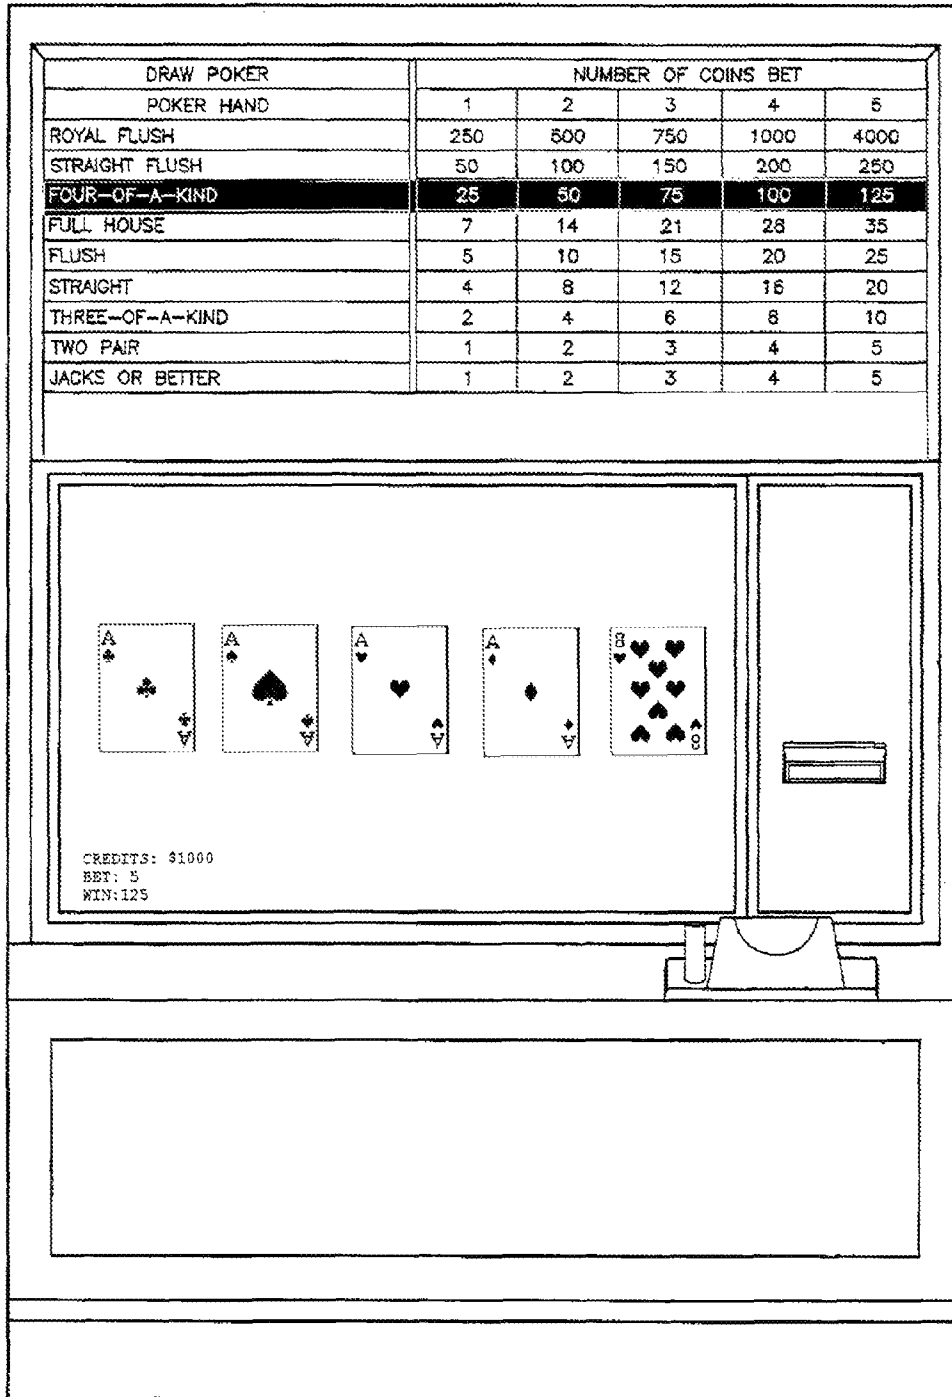 DRAW POKER NUMBER OF COINS BET
POKER HAND 1 2 3 4 5
ROYAL FLUSH 250 500 750 1000 4000
STRAIGHT FLUSH 50 100 150 200 250
FOUR-OF-A-KIND 25 50 75 100 125
FULL HOUSE 7 14 21 28 35
FLUSH 5 10 15 20 25
STRAIGHT 4 8 12 16 20
THREE-OF-A-KIND 2 4 6 8 10
TWO PAIR 1 2 3 4 5
JACKS OR BETTER 1 2 3 4 5
A A A A 8
A A A A 8
CREDITS: $1000
BET: 5
WIN:125